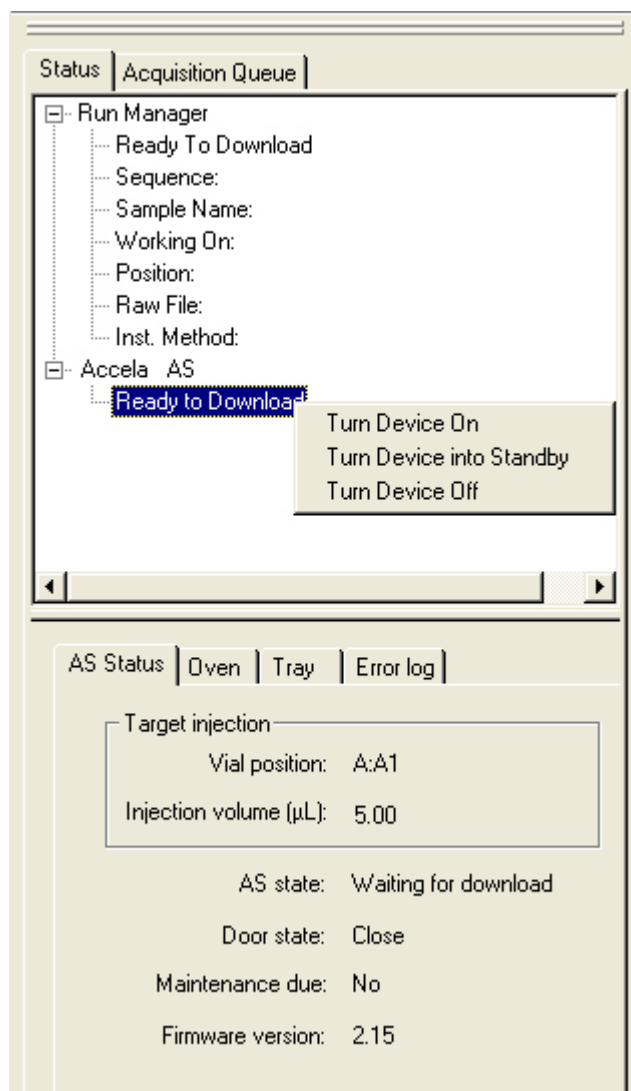 Status Acquisition Queue
Run Manager
Ready To Download
Sequence:
Sample Name:
Working On:
Position:
Raw File:
Inst. Method:
Accela AS
Ready to Download
Turn Device On
Turn Device into Standby
Turn Device Off
AS Status Oven Tray Error log
Target injection
Vial position: A:A1
Injection volume (µL): 5.00
AS state: Waiting for download
Door state: Close
Maintenance due: No
Firmware version: 2.15